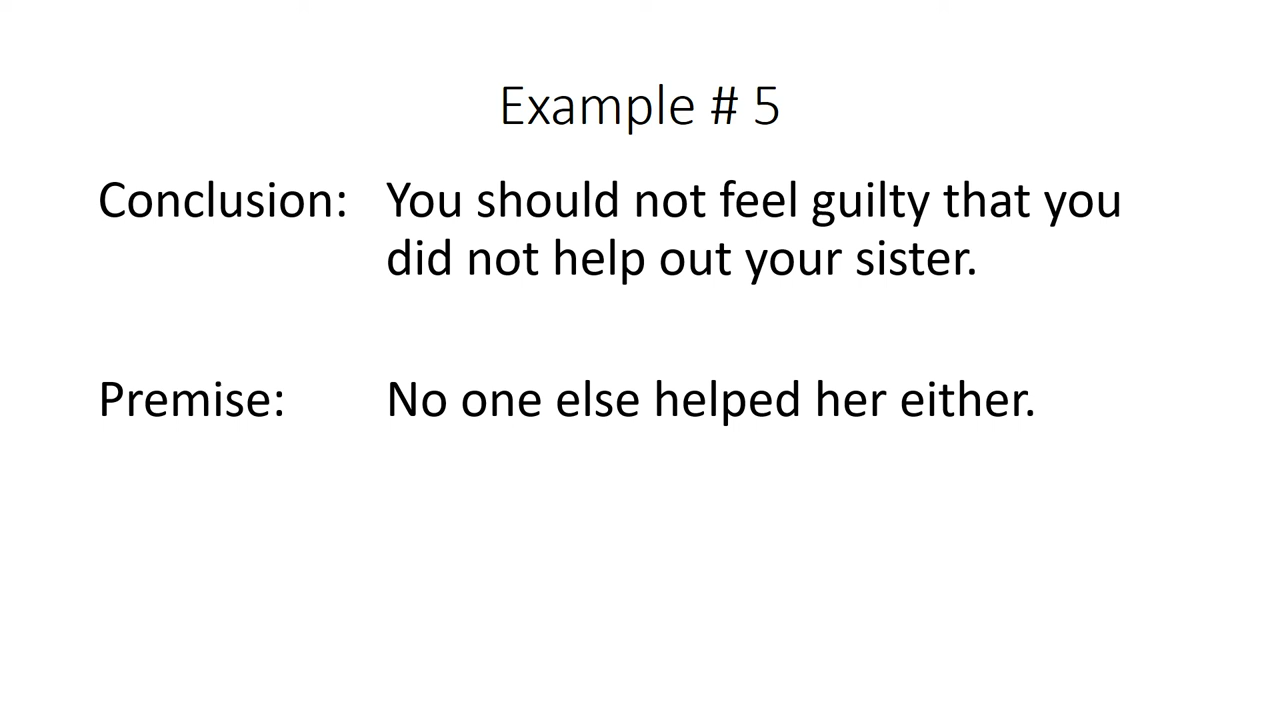 Example # 5
Conclusion: You should not feel guilty that you
did not help out your sister.
Premise: No one else helped her either.